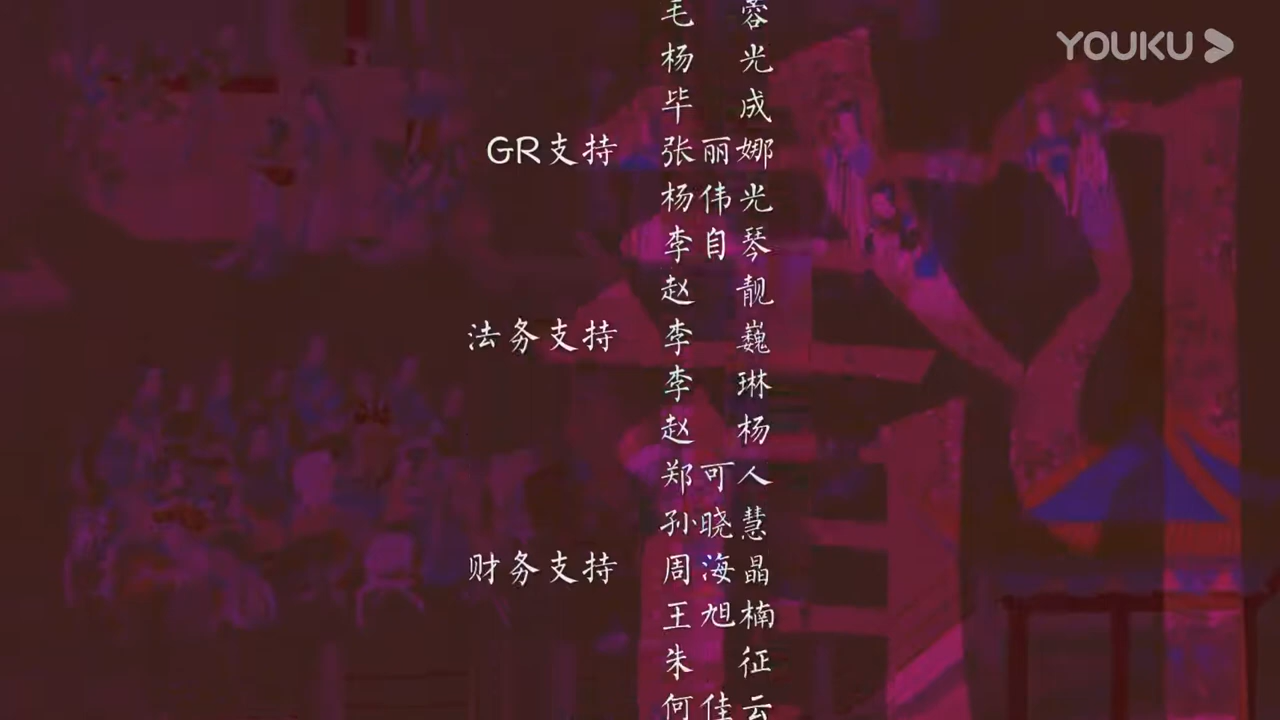 YOUKU
毛 蓉
杨 光
毕 成
GR支持 张丽娜
杨伟光
李自琴
赵 靓
法务支持 李 巍
李 琳
赵 杨
郑可人
孙晓慧
财务支持 周海晶
王旭楠
朱 征
何佳云